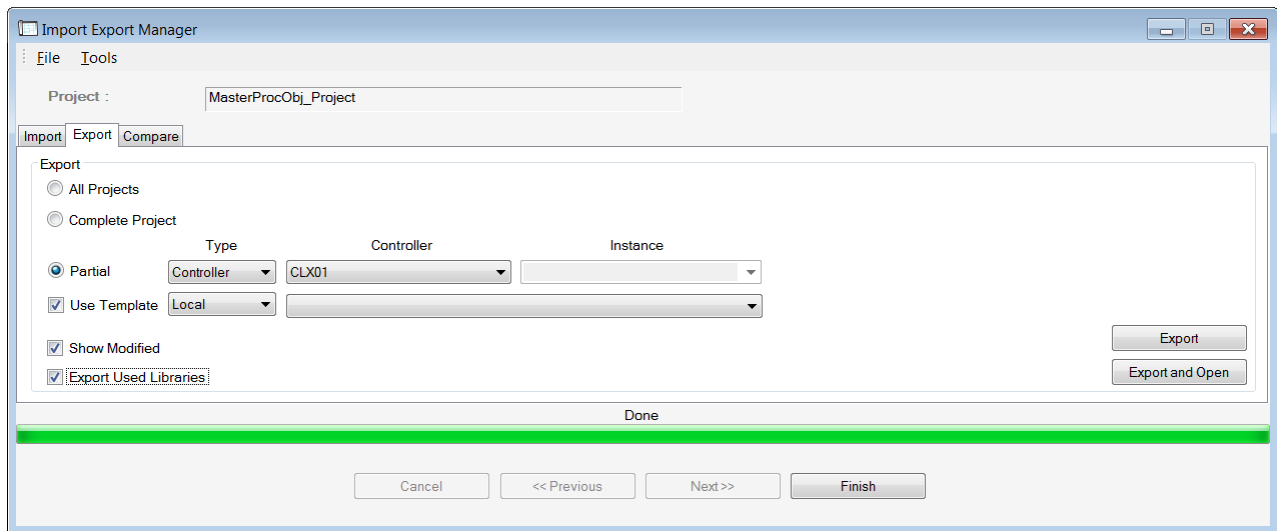 Import Export Manager
File Tools
Project : MasterProcObj_Project
Import Export Compare
Export
All Projects
Complete Project
Type Controller Instance
Partial Controller CLX01
Use Template Local
Show Modified
Export
Export Used Libraries
Export and Open
Done
Cancel << Previous Next >> Finish